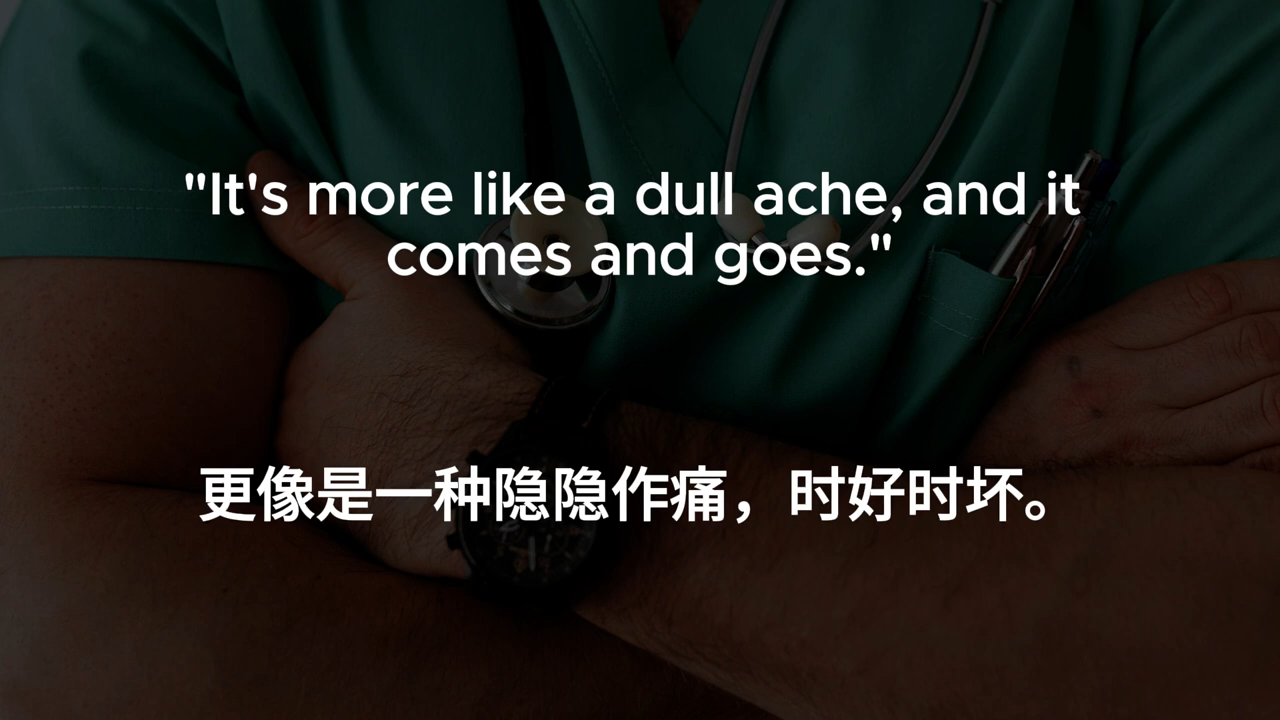 "It's more like a dull ache, and it
comes and goes."
更像是一种隐隐作痛，时好时坏。